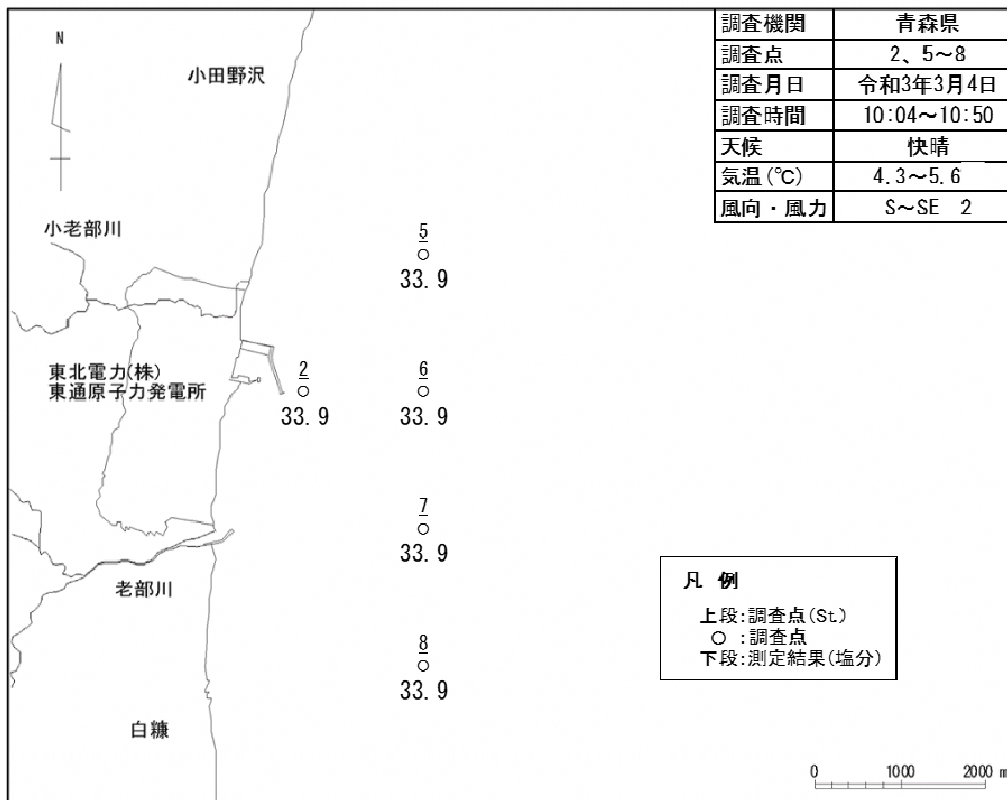 調査機関 青森県
調査点 2、5～8
調査月日 令和3年3月4日
調査時間 10:04～10:50
天候 快晴
気温(℃) 4.3～5.6
風向・風力 S～SE 2
N
小田野沢
小老部川
5
33.9
東北電力(株)
東通原子力発電所
2
33.9
6
33.9
7
33.9
老部川
8
33.9
白糠
凡 例
上段:調査点(St.)
○ :調査点
下段:測定結果(塩分)
0 1000 2000 m